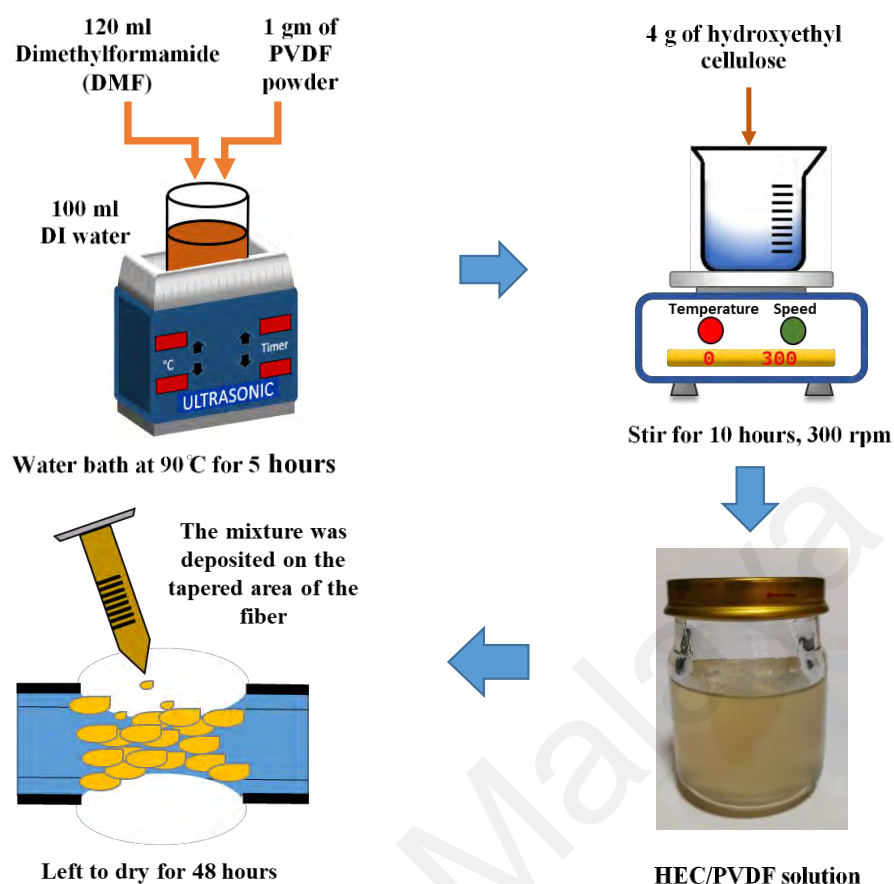 120 ml
Dimethylformamide
(DMF)
1 gm of
PVDF
powder
100 ml
DI water
°C
Timer
ULTRASONIC
Water bath at 90℃ for 5 hours
4 g of hydroxyethyl
cellulose
Temperature Speed
0 300
Stir for 10 hours, 300 rpm
HEC/PVDF solution
The mixture was
deposited on the
tapered area of the
fiber
Left to dry for 48 hours
Malaya